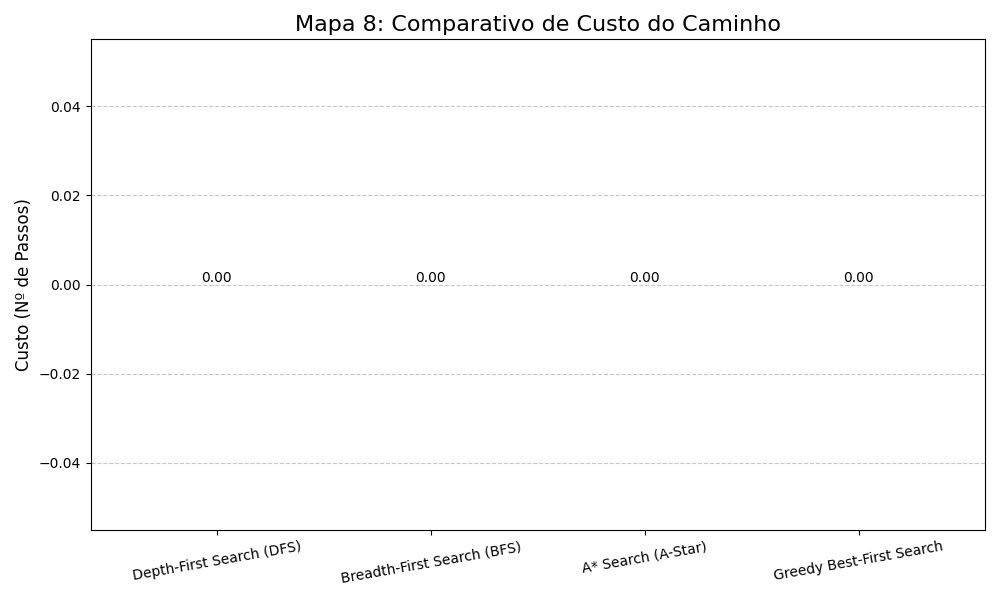 Mapa 8: Comparativo de Custo do Caminho
Custo (Nº de Passos)
0.04
0.02
0.00
−0.02
−0.04
0.00
0.00
0.00
0.00
Depth-First Search (DFS)
Breadth-First Search (BFS)
A* Search (A-Star)
Greedy Best-First Search